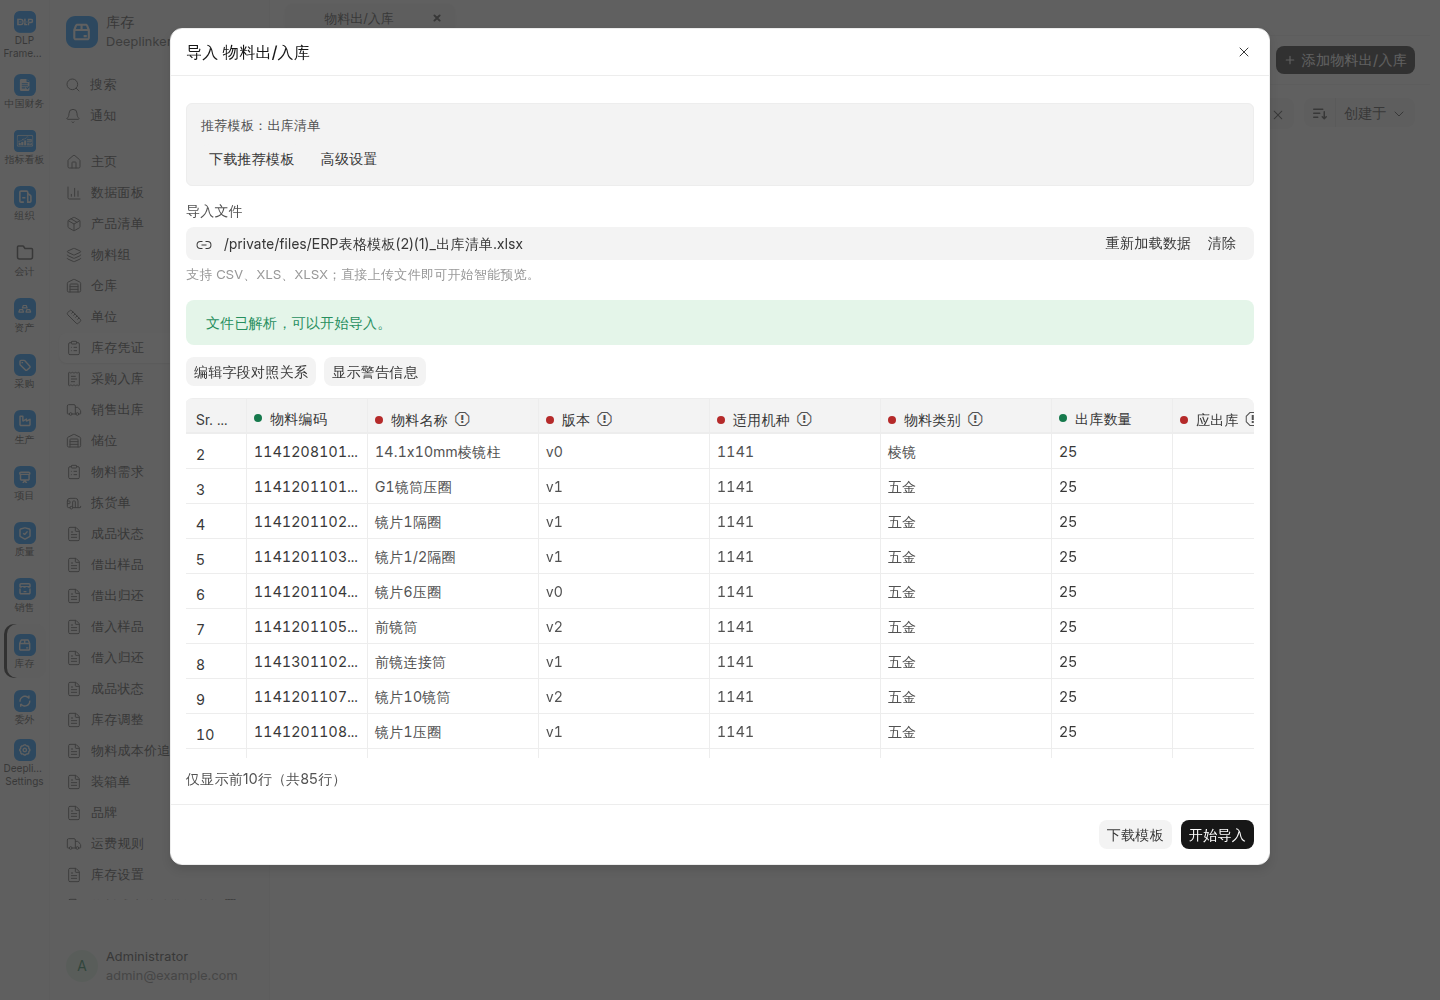 DLP
DLP
Frame...
中国财务
指标看板
组织
会计
资产
采购
生产
项目
质量
销售
库存
委外
Deepli...
Settings
库存
Deeplinke
搜索
通知
主页
数据面板
产品清单
物料组
仓库
单位
库存凭证
采购入库
销售出库
储位
物料需求
拣货单
成品状态
借出样品
借出归还
借入样品
借入归还
成品状态
库存调整
物料成本价追
装箱单
品牌
运费规则
库存设置
A
Administrator
admin@example.com
物料出/入库
添加物料出/入库
创建于
导入 物料出/入库
推荐模板：出库清单
下载推荐模板 高级设置
导入文件
/private/files/ERP表格模板(2)(1)_出库清单.xlsx 重新加载数据 清除
支持 CSV、XLS、XLSX；直接上传文件即可开始智能预览。
文件已解析，可以开始导入。
编辑字段对照关系 显示警告信息
Sr. ... 物料编码 物料名称 版本 适用机种 物料类别 出库数量 应出库
2 1141208101... 14.1x10mm棱镜柱 v0 1141 棱镜 25
3 1141201101... G1镜筒压圈 v1 1141 五金 25
4 1141201102... 镜片1隔圈 v1 1141 五金 25
5 1141201103... 镜片1/2隔圈 v1 1141 五金 25
6 1141201104... 镜片6压圈 v0 1141 五金 25
7 1141201105... 前镜筒 v2 1141 五金 25
8 1141301102... 前镜连接筒 v1 1141 五金 25
9 1141201107... 镜片10镜筒 v2 1141 五金 25
10 1141201108... 镜片1压圈 v1 1141 五金 25
仅显示前10行（共85行）
下载模板 开始导入